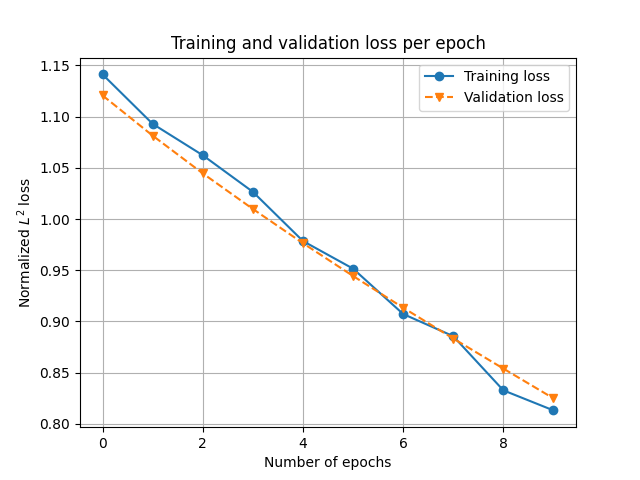 Training and validation loss per epoch
Training loss
Validation loss
Normalized L² loss
1.15
1.10
1.05
1.00
0.95
0.90
0.85
0.80
0 2 4 6 8
Number of epochs